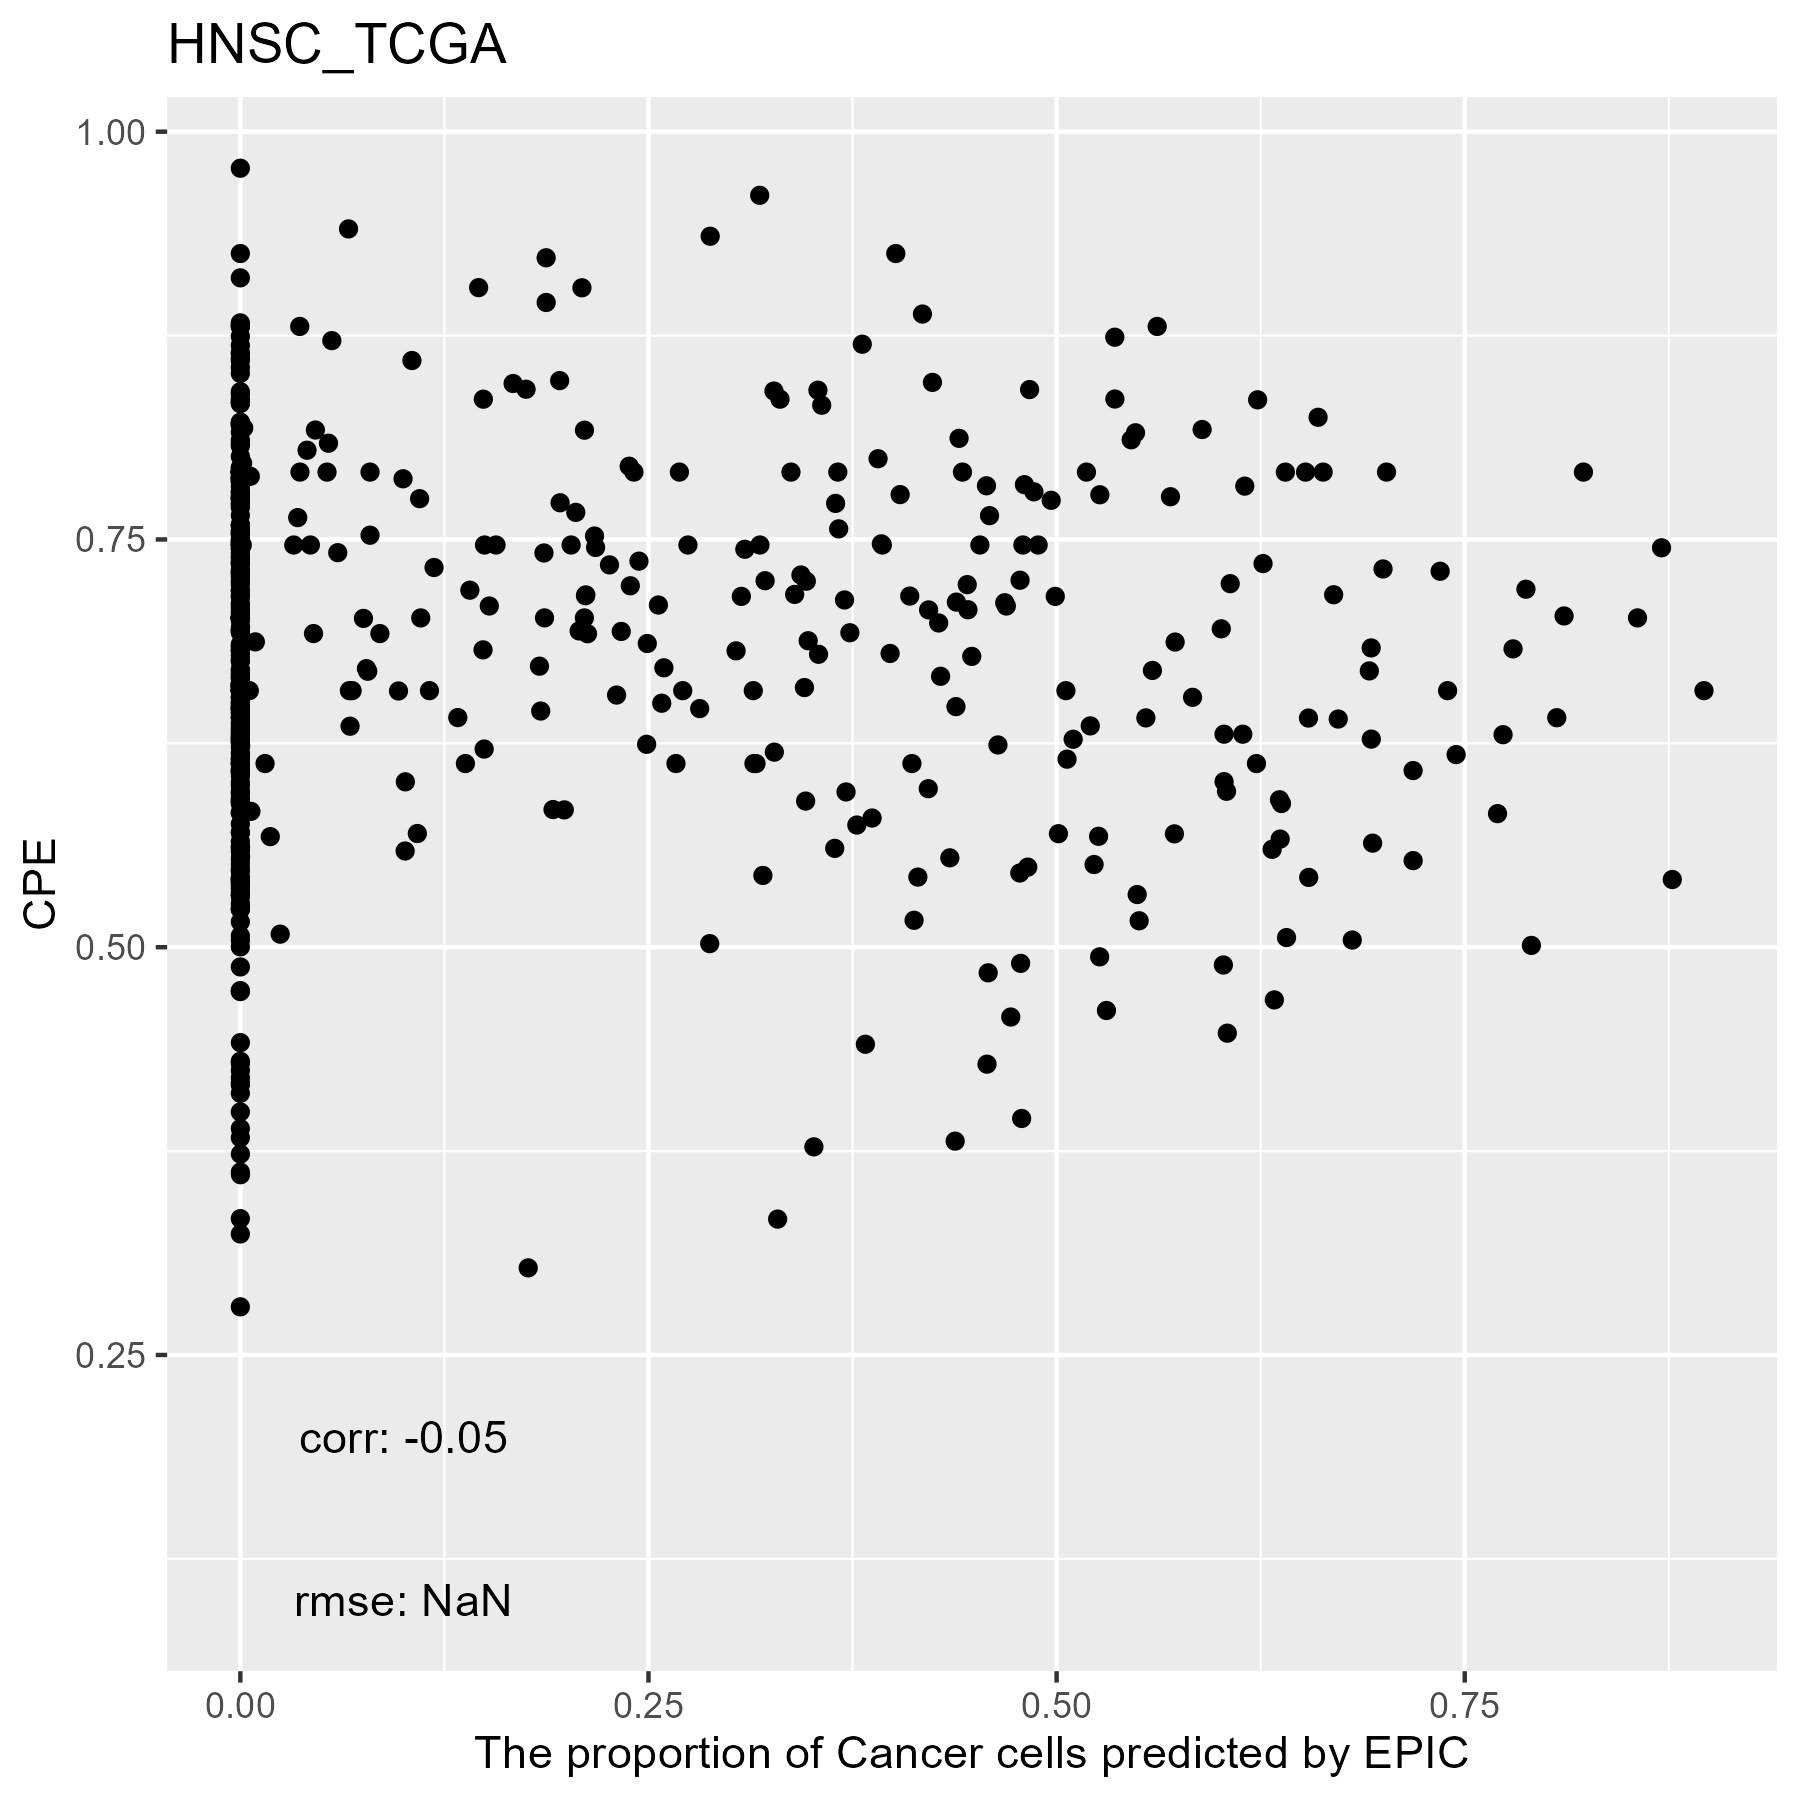 HNSC_TCGA
1.00
0.75
0.50
0.25
CPE
corr: -0.05
rmse: NaN
0.00 0.25 0.50 0.75
The proportion of Cancer cells predicted by EPIC